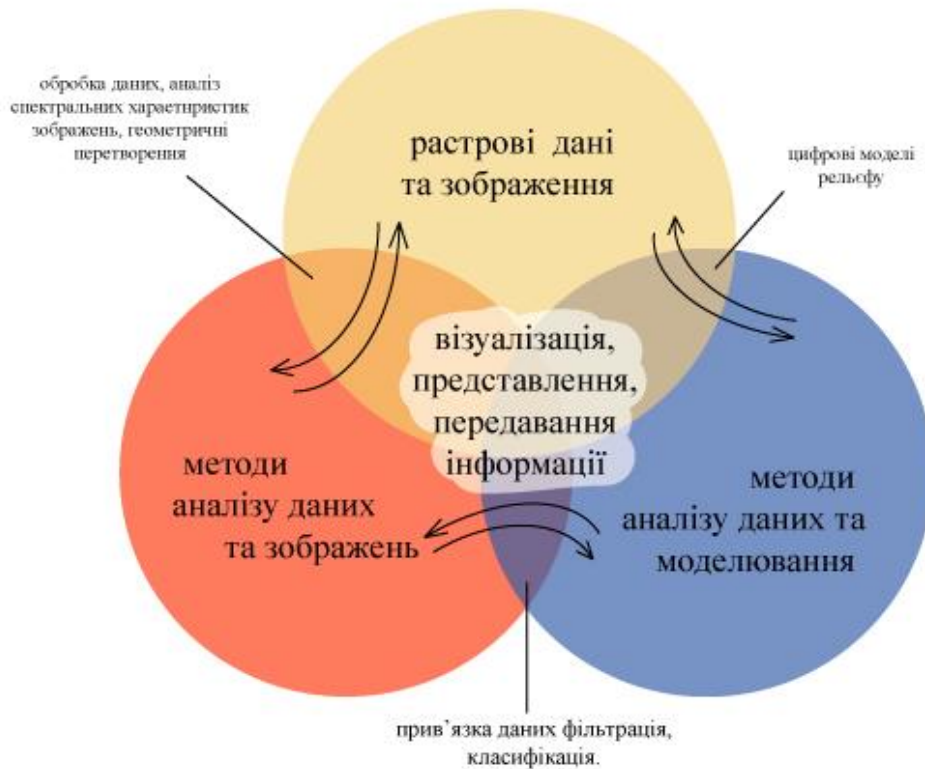 обробка даних, аналіз
спектральних хараетнристик
зображень, геометричні
перетворення
растрові дані
та зображення
цифрові моделі
рельєфу
візуалізація,
представлення,
передавання
інформації
методи
аналізу даних
та зображень
методи
аналізу даних та
моделювання
прив’язка даних фільтрація,
класифікація.